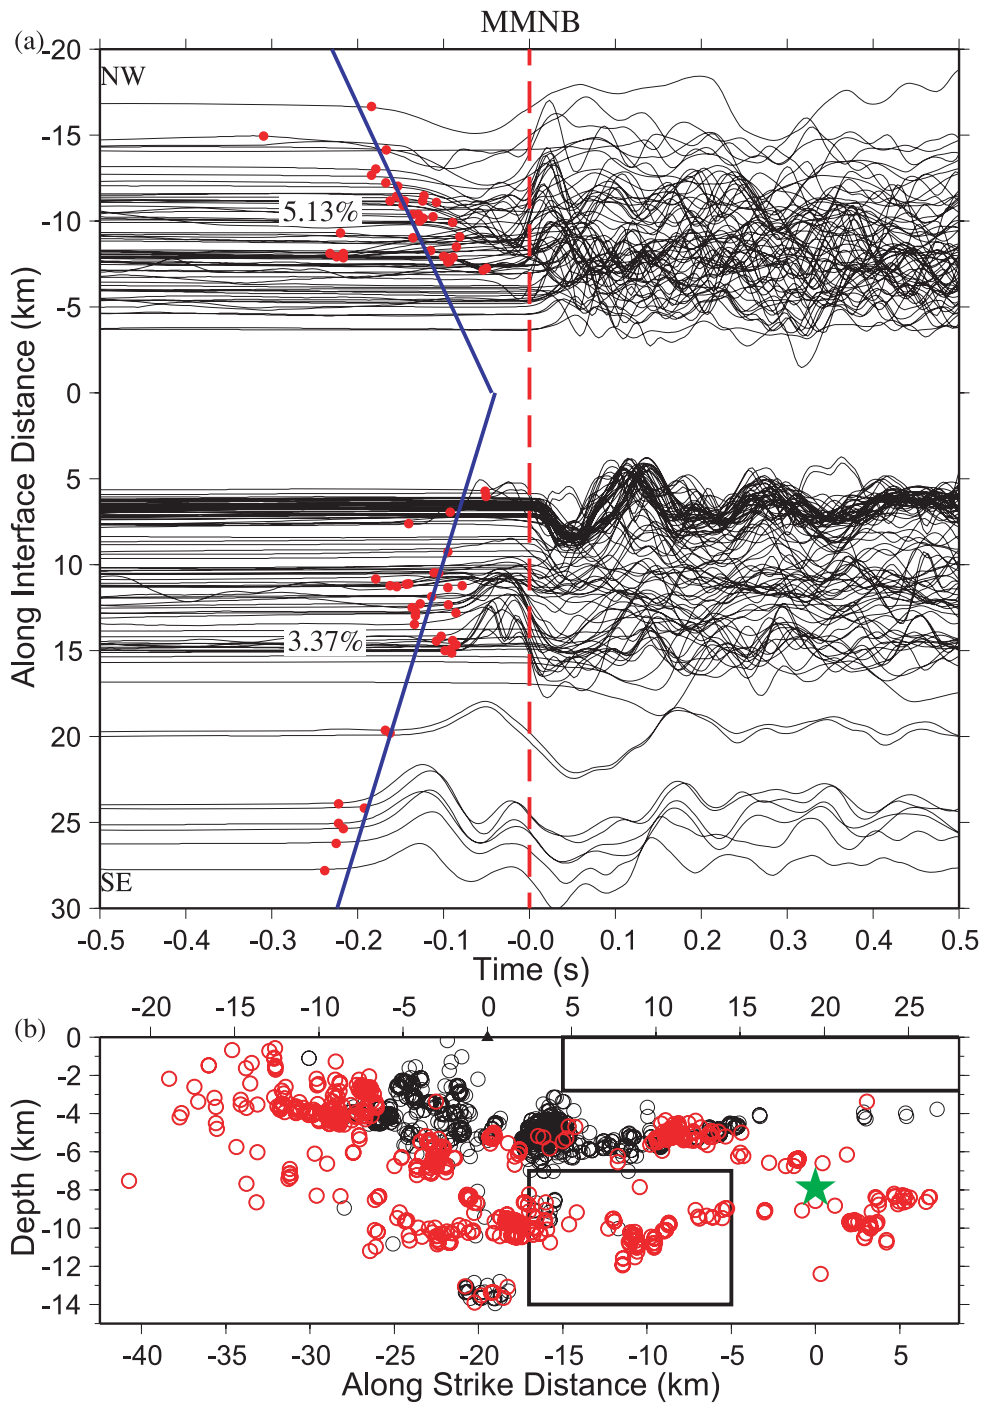 MMNB
(a)
-20
NW
-15
-10
5.13%
-5
0
5
10
15
3.37%
20
25
SE
30
Along Interface Distance (km)
-0.5 -0.4 -0.3 -0.2 -0.1 -0.0 0.1 0.2 0.3 0.4 0.5
Time (s)
-20 -15 -10 -5 0 5 10 15 20 25
(b)
0
-2
-4
-6
-8
-10
-12
-14
Depth (km)
-40 -35 -30 -25 -20 -15 -10 -5 0 5
Along Strike Distance (km)